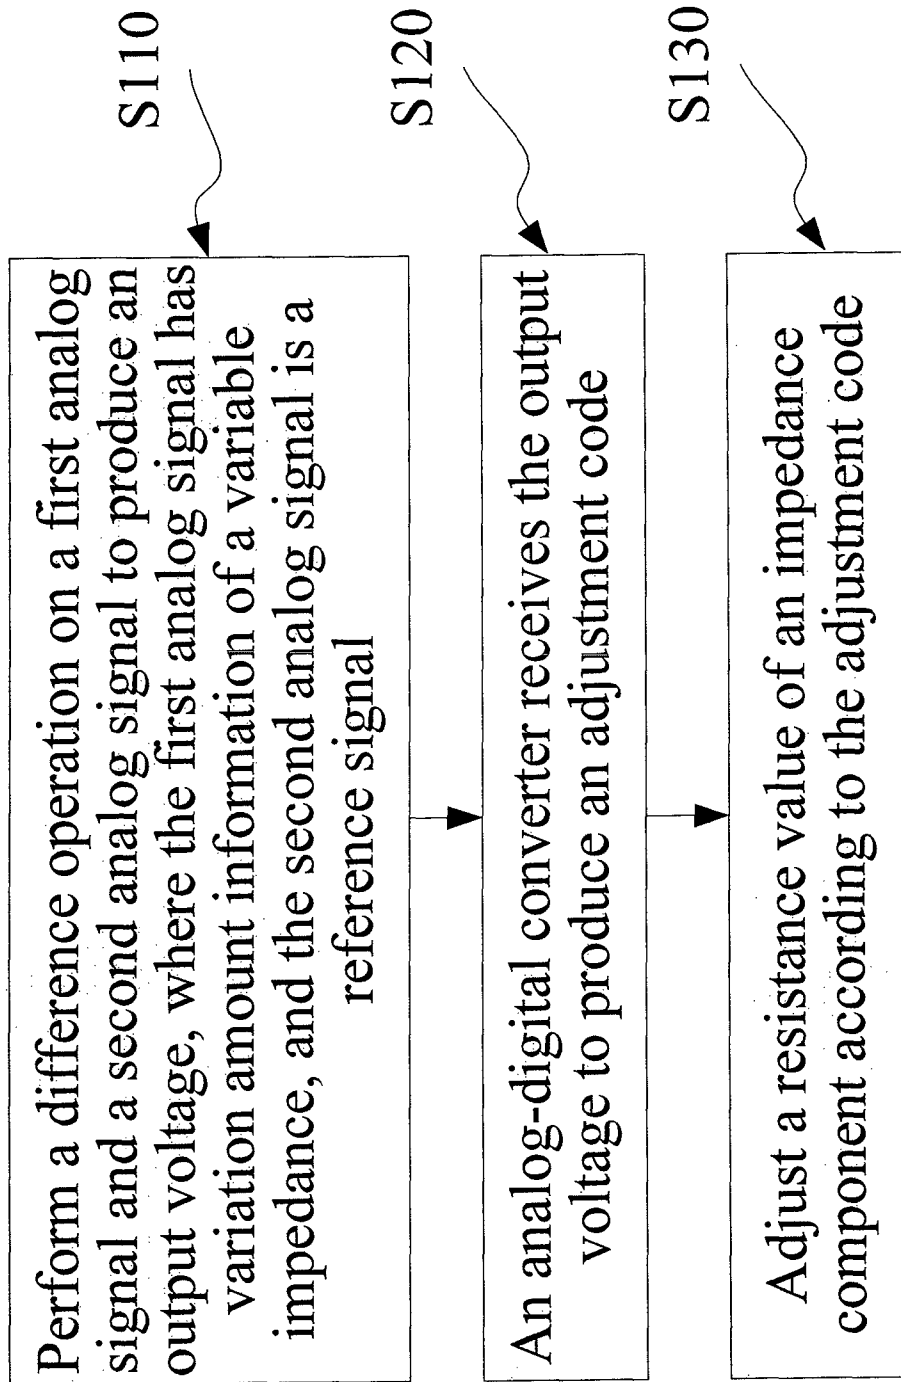 Perform a difference operation on a first analog
signal and a second analog signal to produce an
output voltage, where the first analog signal has
variation amount information of a variable
impedance, and the second analog signal is a
reference signal
S110
An analog-digital converter receives the output
voltage to produce an adjustment code
S120
Adjust a resistance value of an impedance
component according to the adjustment code
S130